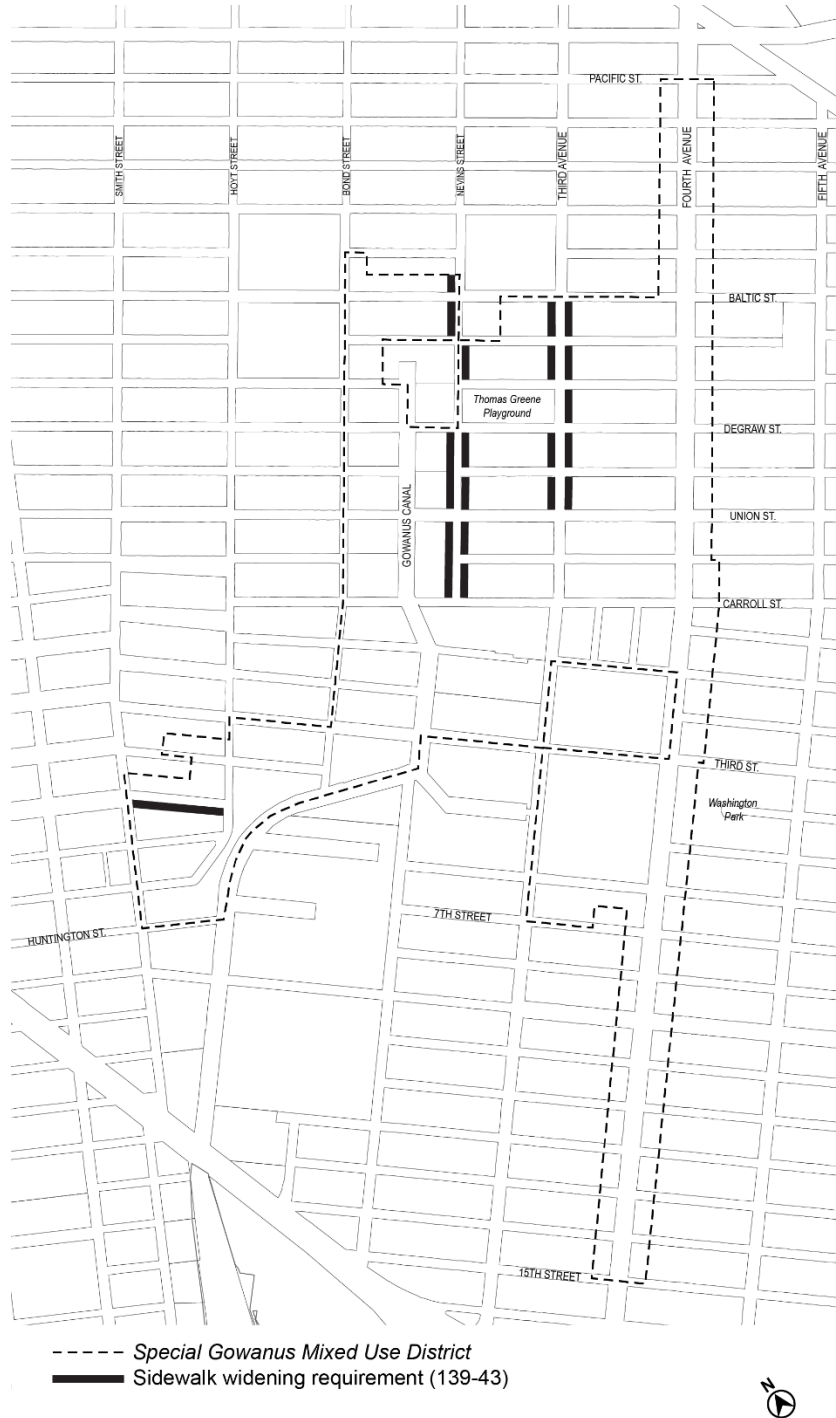 PACIFIC ST.
SMITH STREET
HOYT STREET
BOND STREET
NEVINS STREET
THIRD AVENUE
FOURTH AVENUE
FIFTH AVENUE
BALTIC ST.
Thomas Greene
Playground
DEGRAW ST.
GOWANUS CANAL
UNION ST.
CARROLL ST.
THIRD ST.
Washington
Park
7TH STREET
HUNTINGTON ST.
15TH STREET
Special Gowanus Mixed Use District
Sidewalk widening requirement (139-43)
N